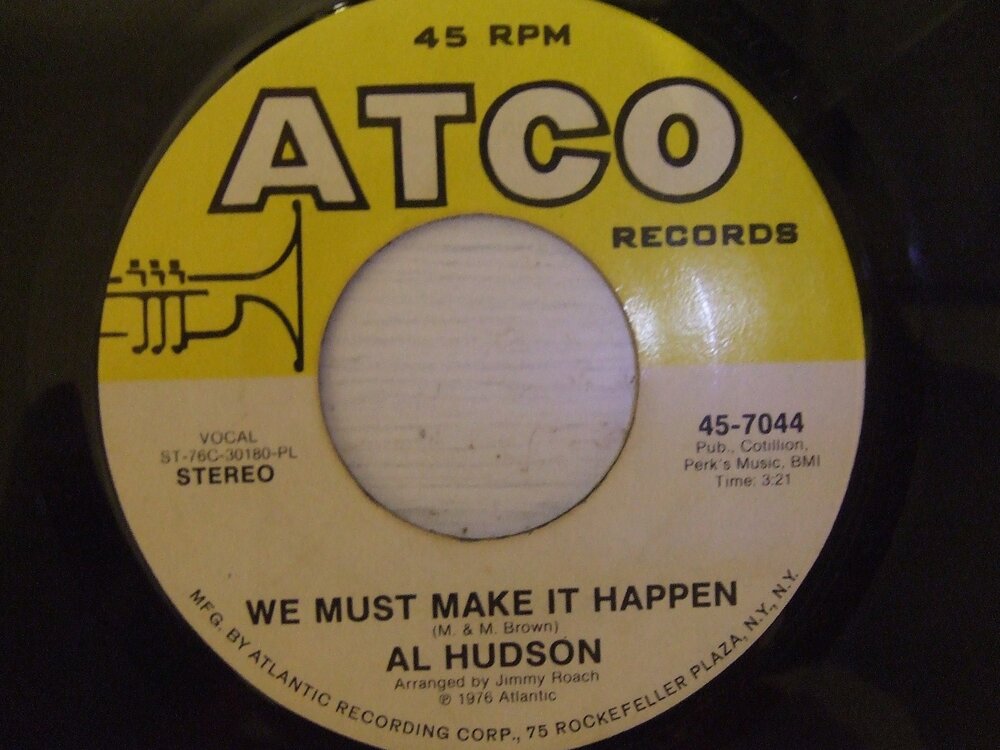 45 RPM
ATCO
RECORDS
VOCAL
ST-76C-30180-PL
STEREO
45-7044
Pub., Cotillion,
Perk's Music, BMI
Time: 3:21
WE MUST MAKE IT HAPPEN
(M. & M. Brown)
AL HUDSON
Arranged by Jimmy Roach
℗ 1976 Atlantic
MFG. BY ATLANTIC RECORDING CORP., 75 ROCKEFELLER PLAZA, N.Y., N.Y.